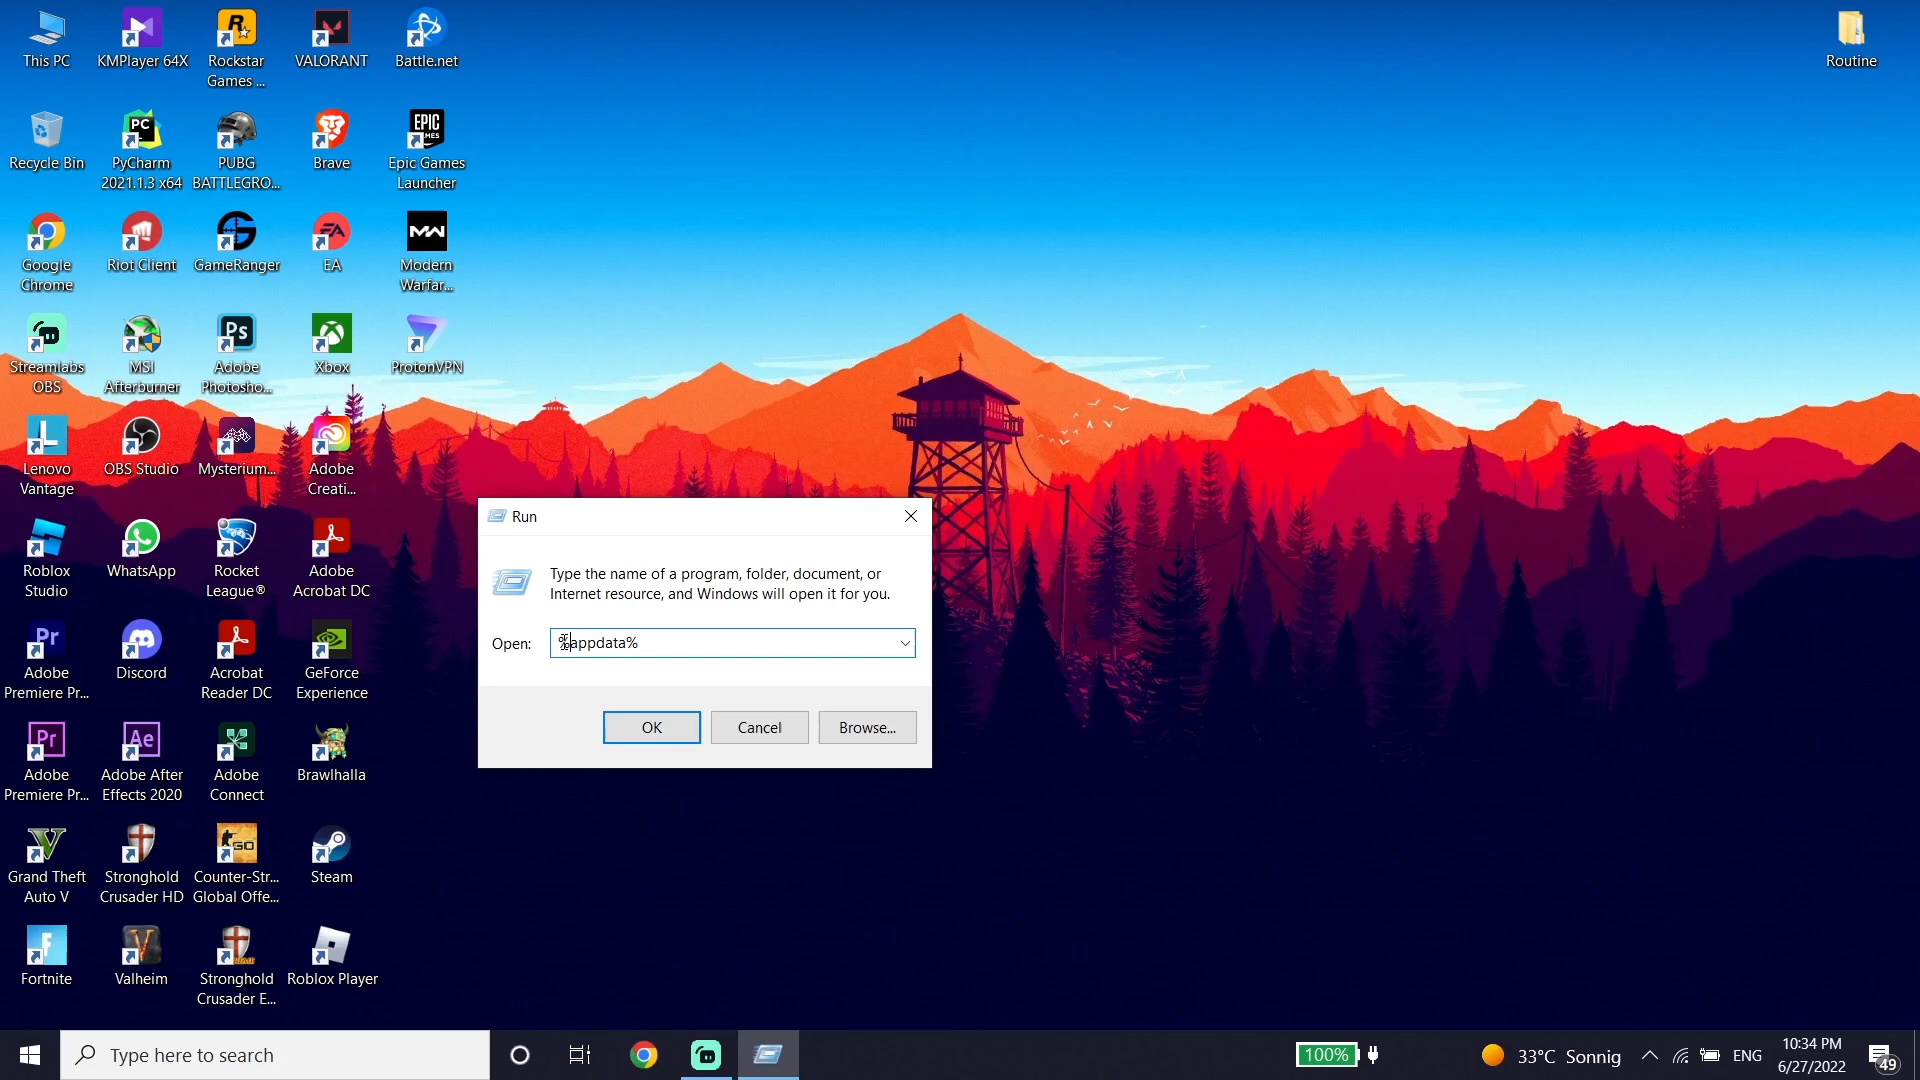 This PC
KMPlayer 64X
Rockstar
Games ...
VALORANT
Battle.net
Routine
Recycle Bin
PyCharm
2021.1.3 x64
PUBG
BATTLEGRO...
Brave
Epic Games
Launcher
Google
Chrome
Riot Client
GameRanger
EA
Modern
Warfar...
Streamlabs
OBS
MSI
Afterburner
Adobe
Photosho...
Xbox
ProtonVPN
Lenovo
Vantage
OBS Studio
Mysterium...
Adobe
Creati...
Roblox
Studio
WhatsApp
Rocket
League®
Adobe
Acrobat DC
Adobe
Premiere Pr...
Discord
Acrobat
Reader DC
GeForce
Experience
Adobe
Premiere Pr...
Adobe After
Effects 2020
Adobe
Connect
Brawlhalla
Grand Theft
Auto V
Stronghold
Crusader HD
Counter-Str...
Global Offe...
Steam
Fortnite
Valheim
Stronghold
Crusader E...
Roblox Player
Run
Type the name of a program, folder, document, or
Internet resource, and Windows will open it for you.
Open:
%appdata%
OK
Cancel
Browse...
Type here to search
100%
33°C Sonnig
ENG
10:34 PM
6/27/2022
49